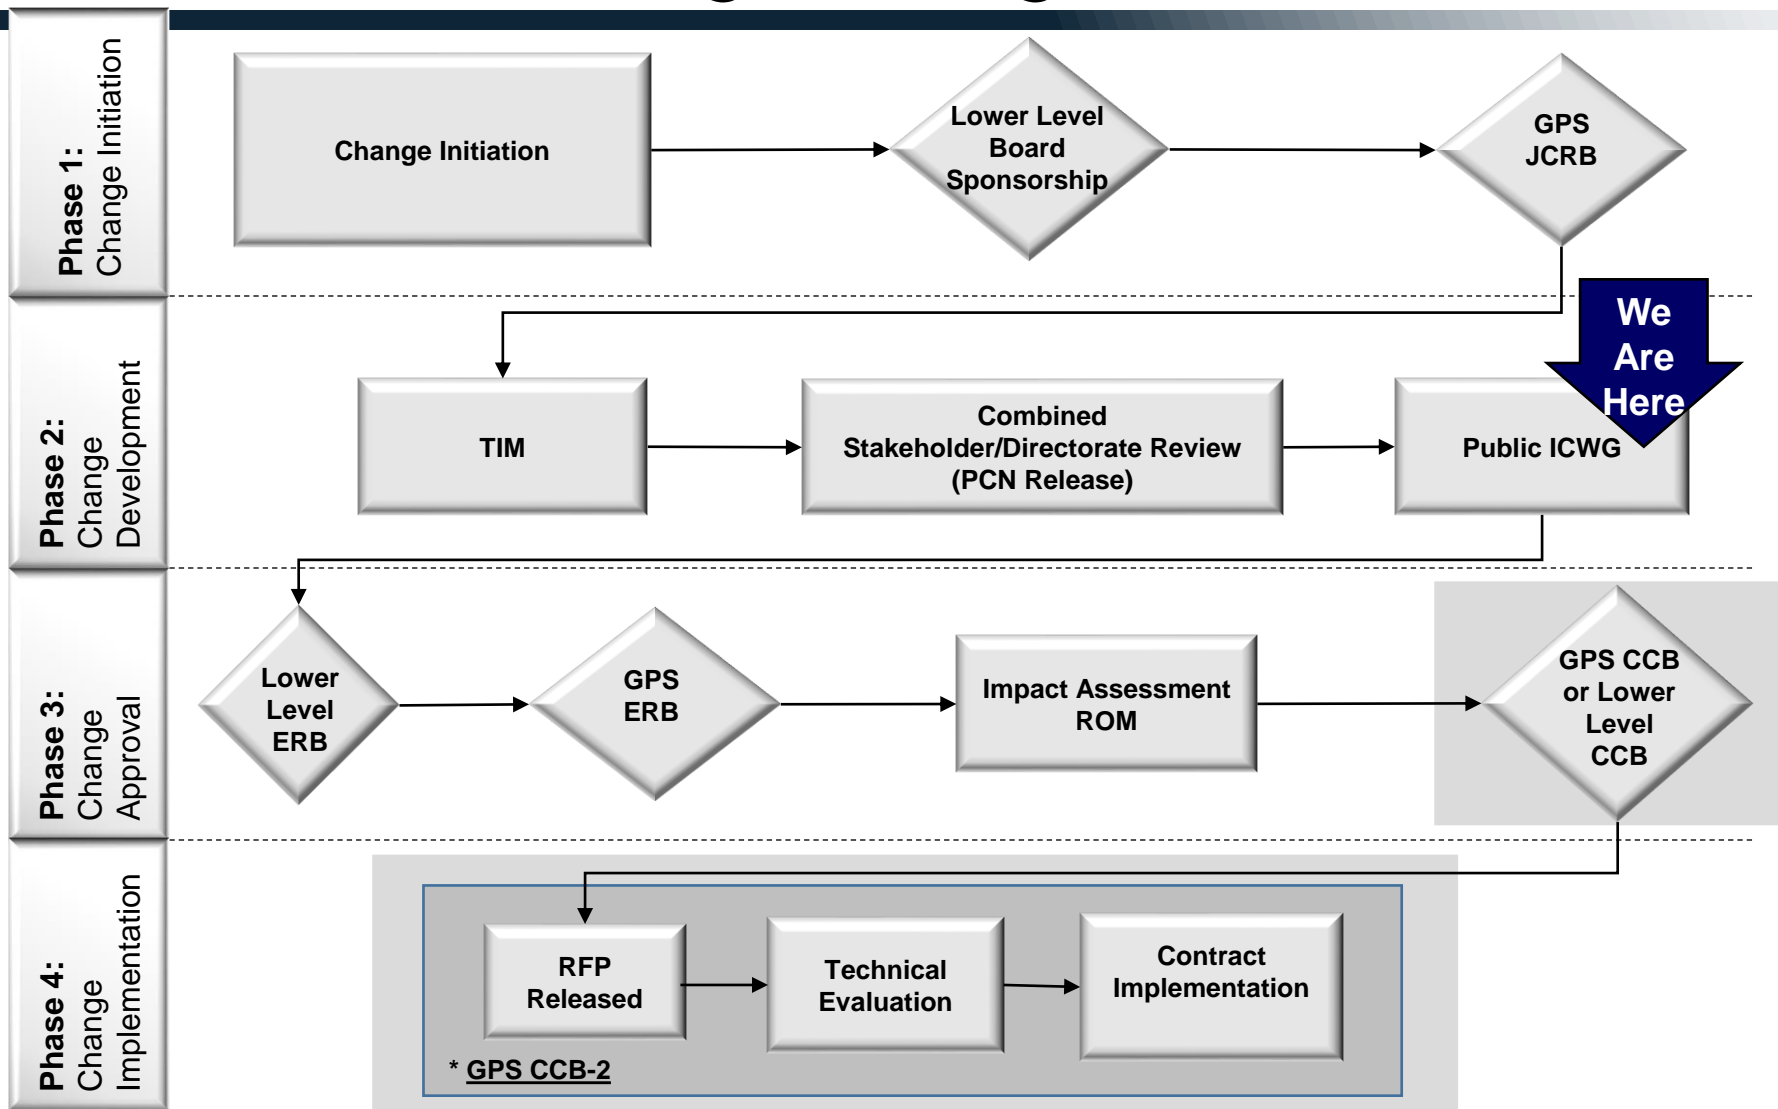 Phase 1:
Change Initiation
Change Initiation
Lower Level
Board
Sponsorship
GPS
JCRB
We
Are
Here
Phase 2:
Change
Development
TIM
Combined
Stakeholder/Directorate Review
(PCN Release)
Public ICWG
Phase 3:
Change
Approval
Lower
Level
ERB
GPS
ERB
Impact Assessment
ROM
GPS CCB
or Lower
Level
CCB
Phase 4:
Change
Implementation
RFP
Released
Technical
Evaluation
Contract
Implementation
* GPS CCB-2